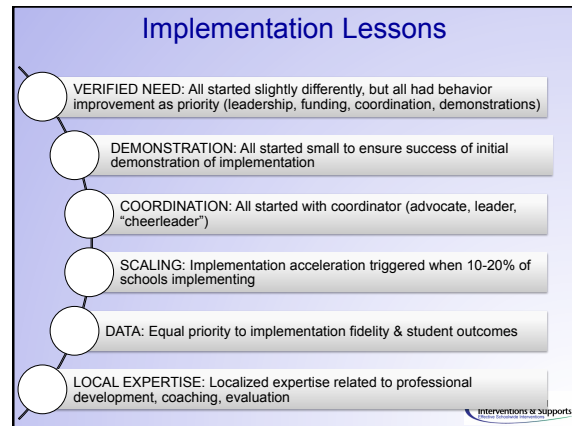 Implementation Lessons
VERIFIED NEED: All started slightly differently, but all had behavior
improvement as priority (leadership, funding, coordination, demonstrations)
DEMONSTRATION: All started small to ensure success of initial
demonstration of implementation
COORDINATION: All started with coordinator (advocate, leader,
“cheerleader”)
SCALING: Implementation acceleration triggered when 10-20% of
schools implementing
DATA: Equal priority to implementation fidelity & student outcomes
LOCAL EXPERTISE: Localized expertise related to professional
development, coaching, evaluation
Interventions & Supports
Effective Schoolwide Interventions